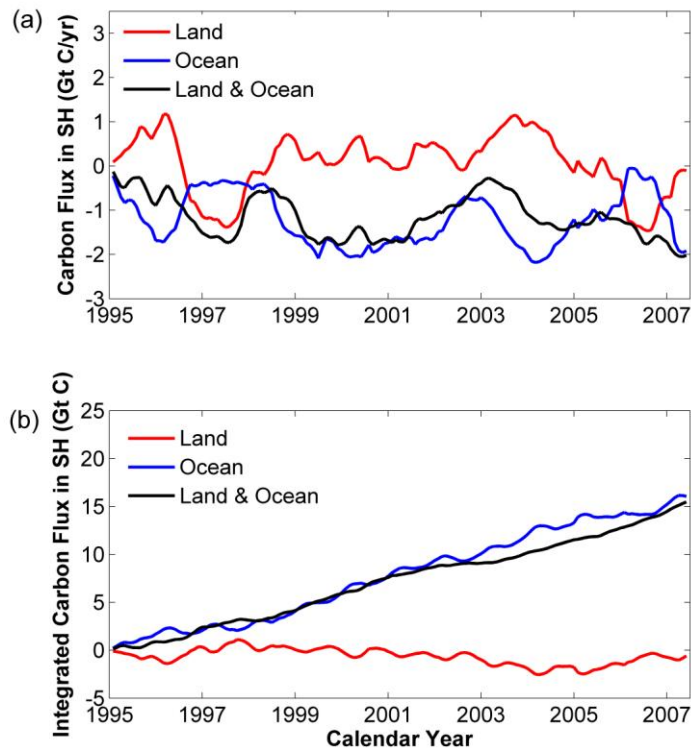 (a)
Carbon Flux in SH (Gt C/yr)
3
2
1
0
-1
-2
-3
Land
Ocean
Land & Ocean
1995
1997
1999
2001
2003
2005
2007
(b)
Integrated Carbon Flux in SH (Gt C)
25
20
15
10
5
0
-5
Land
Ocean
Land & Ocean
1995
1997
1999
2001
2003
2005
2007
Calendar Year